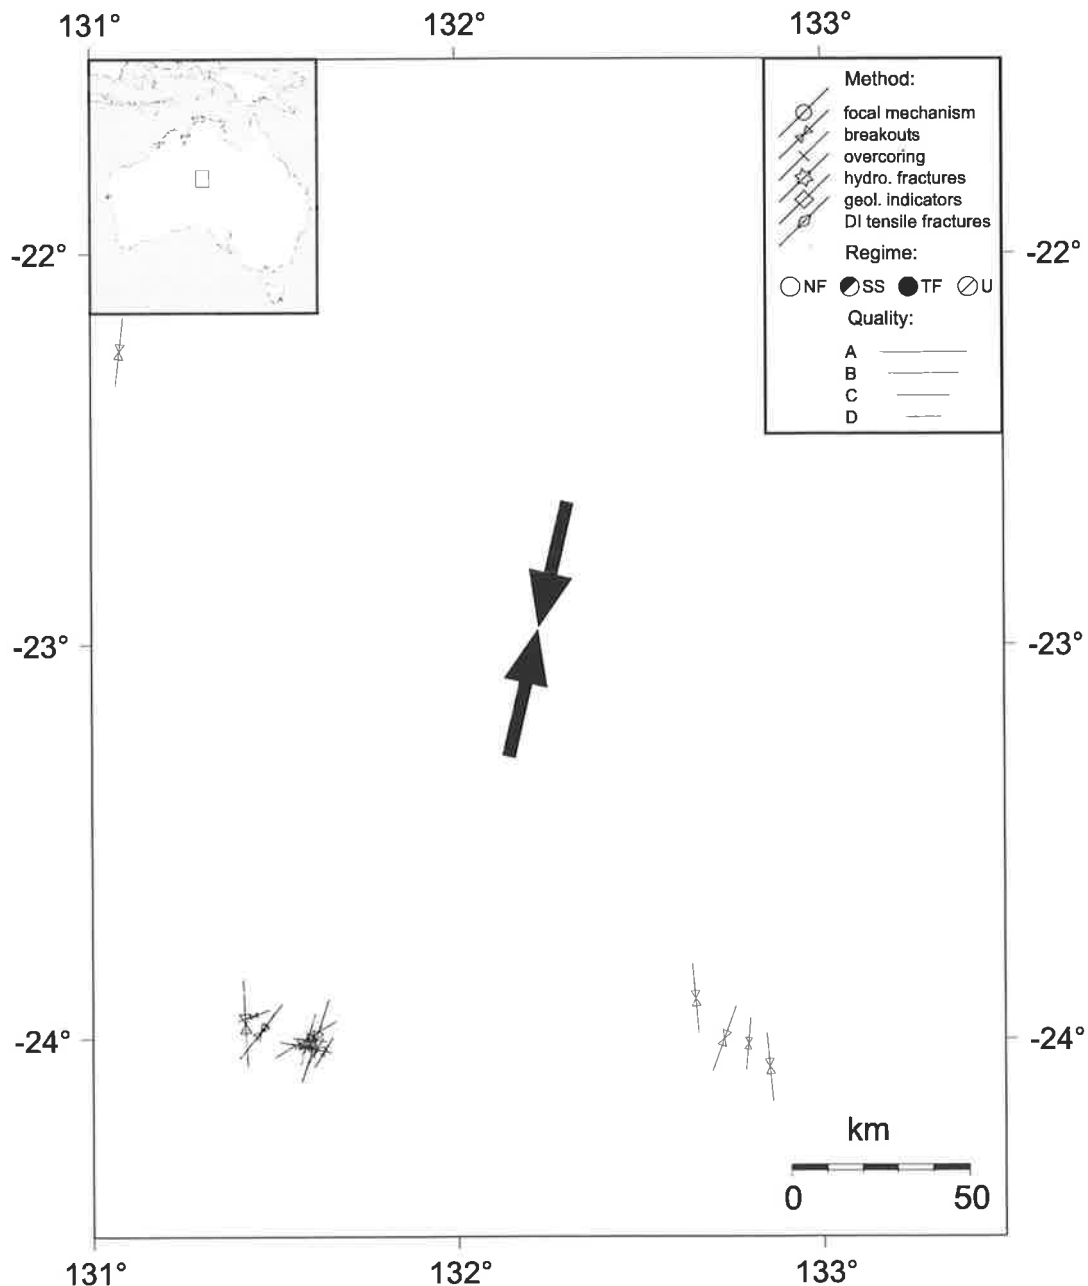 131° 132° 133°
Method:
focal mechanism
breakouts
overcoring
hydro. fractures
geol. indicators
DI tensile fractures
Regime:
NF SS TF U
Quality:
A
B
C
D
-22° -22°
-23° -23°
-24° -24°
km
0 50
131° 132° 133°